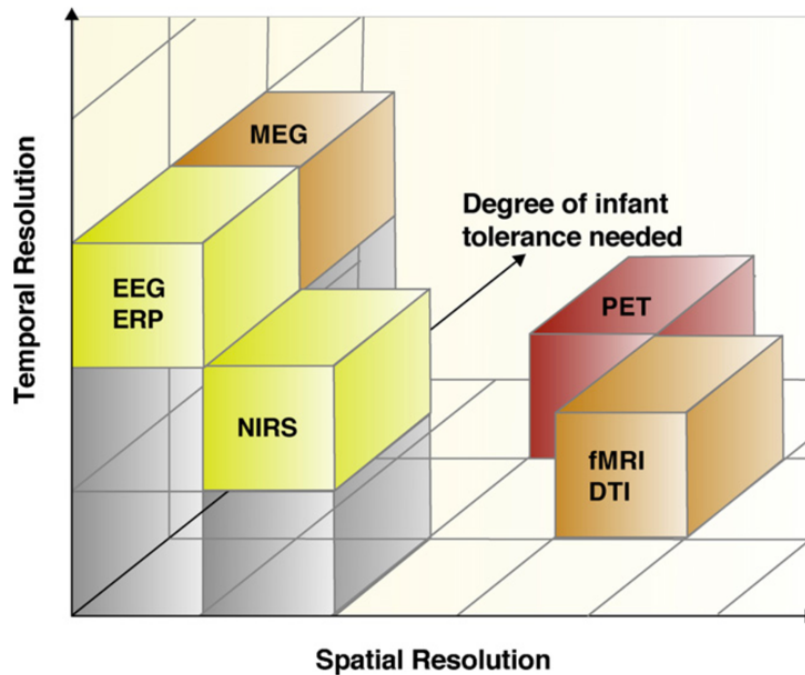 MEG
Degree of infant
tolerance needed
EEG
ERP
PET
NIRS
fMRI
DTI
Temporal Resolution
Spatial Resolution